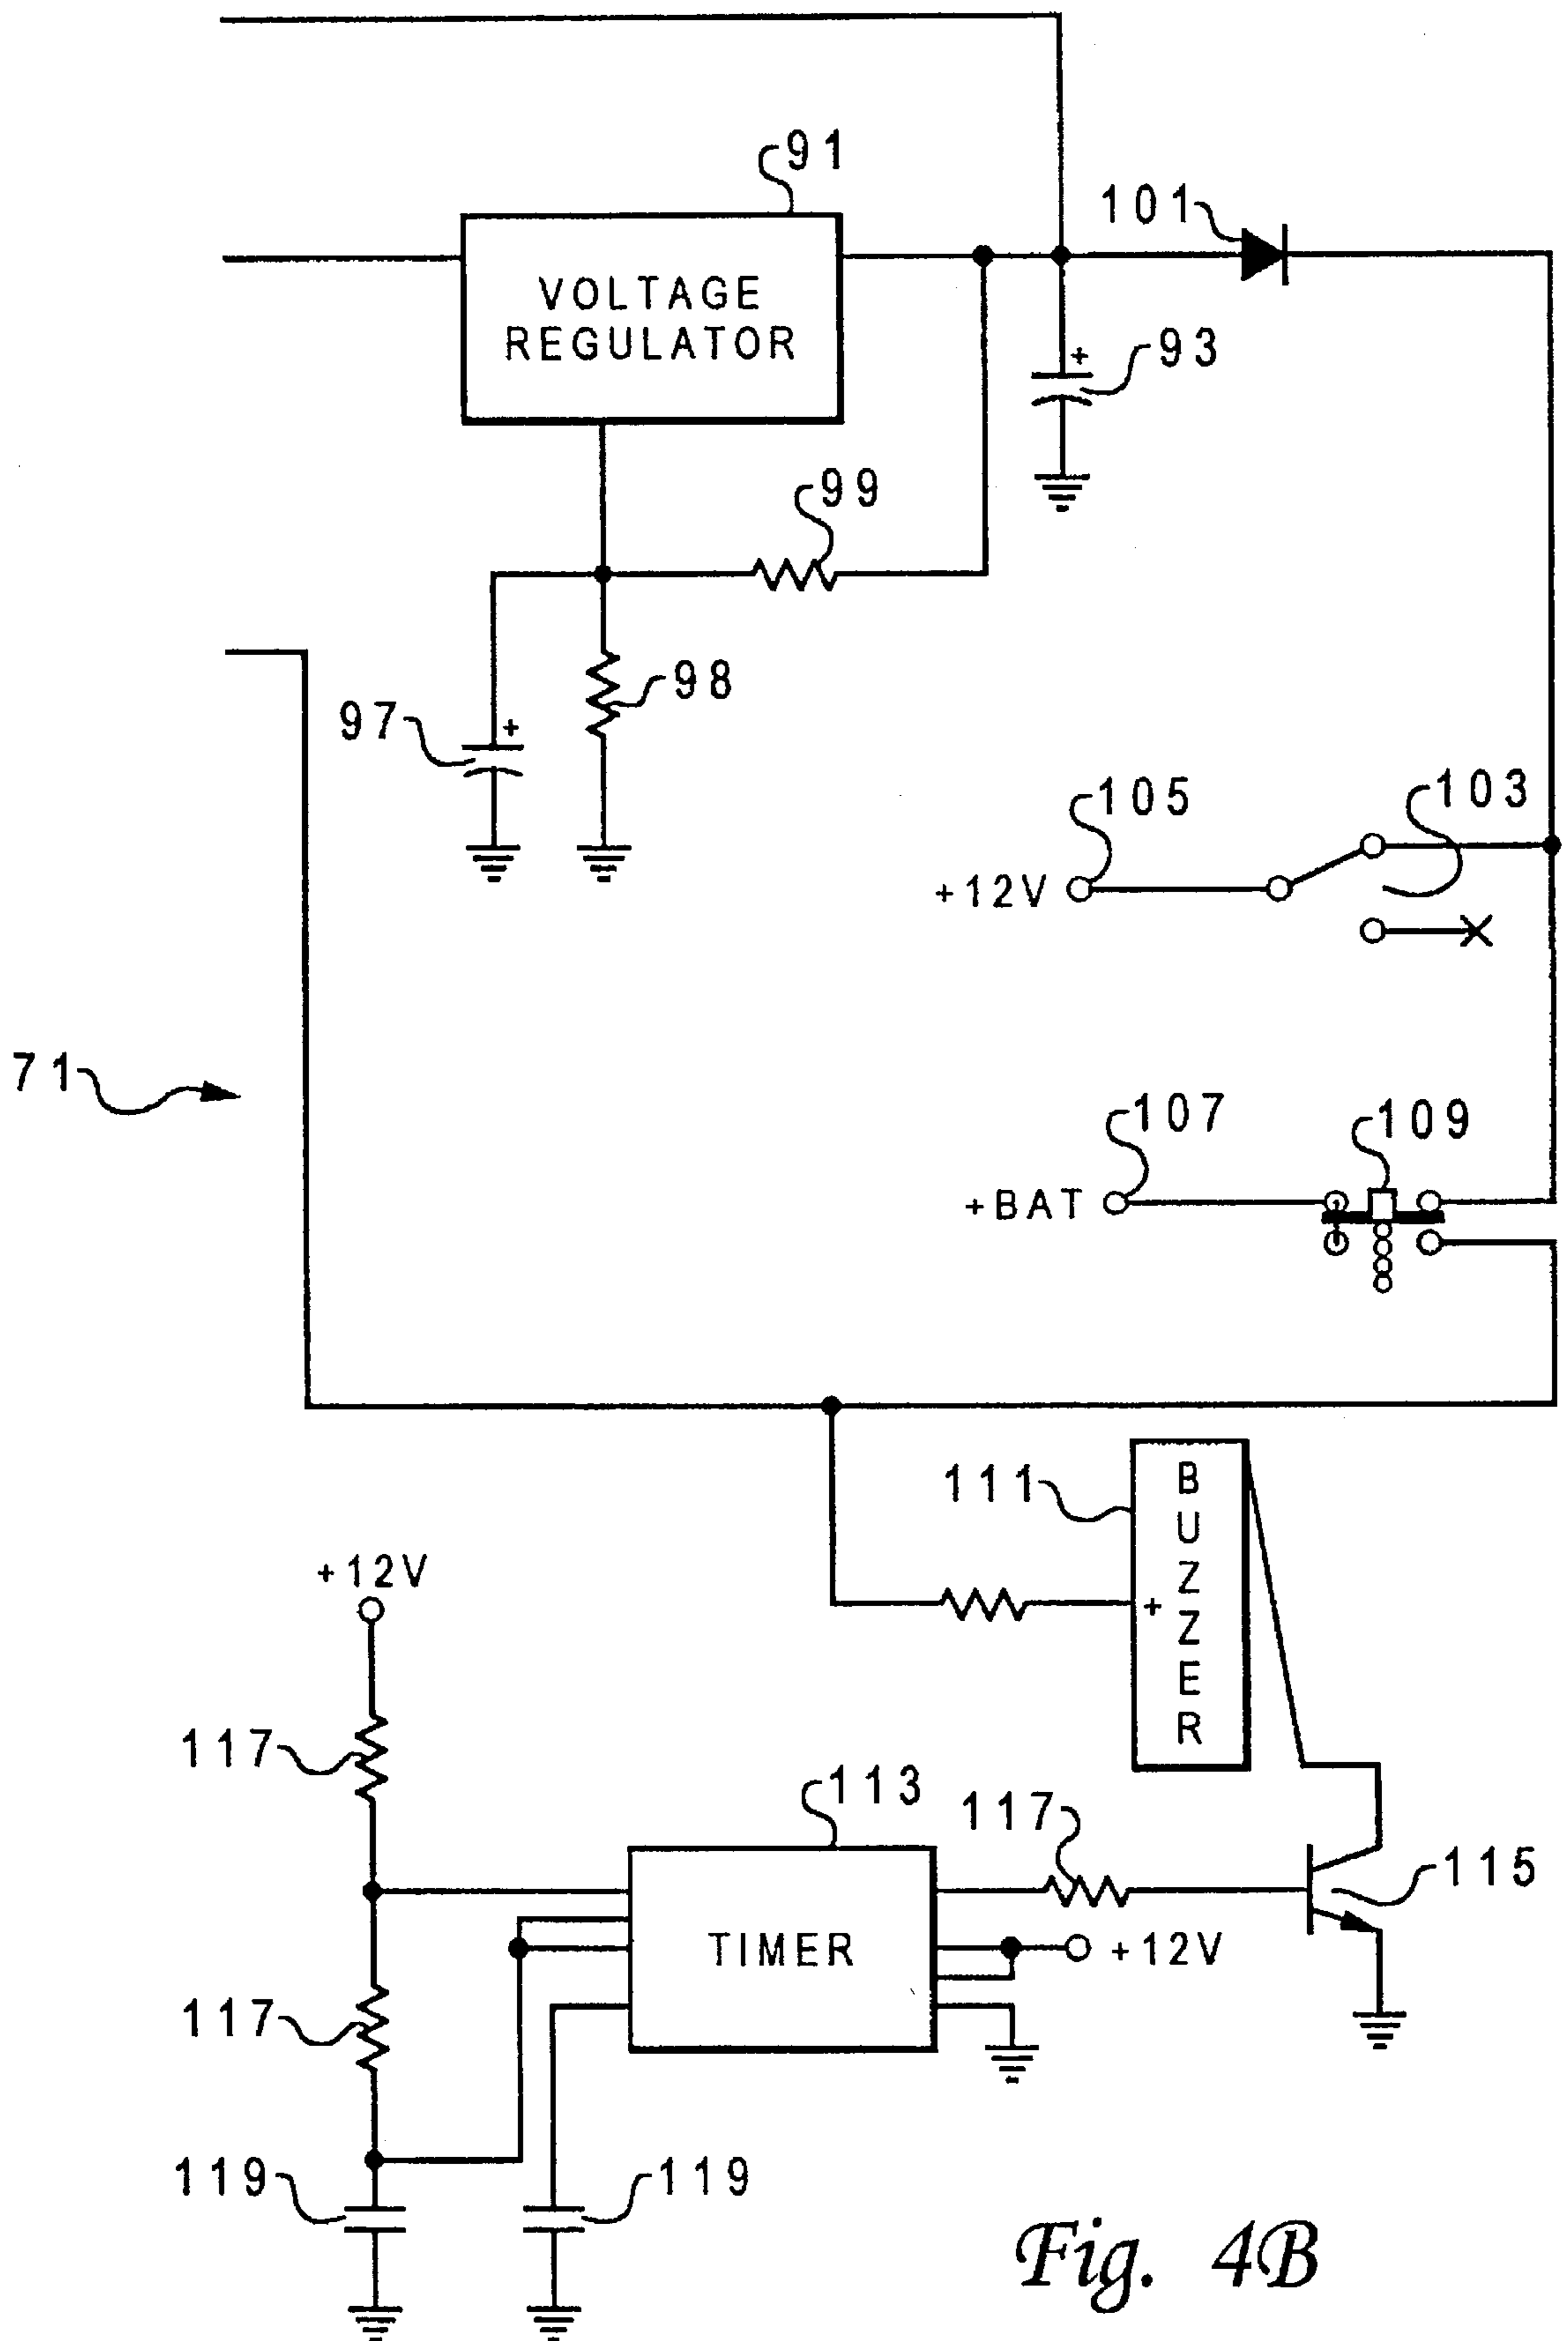 91
101
VOLTAGE
REGULATOR
+
93
99
98
97
+
105
103
+12V
71
107
109
+BAT
111
BUZZER
+
+12V
117
113
117
115
TIMER
+12V
117
119
119
Fig. 4B